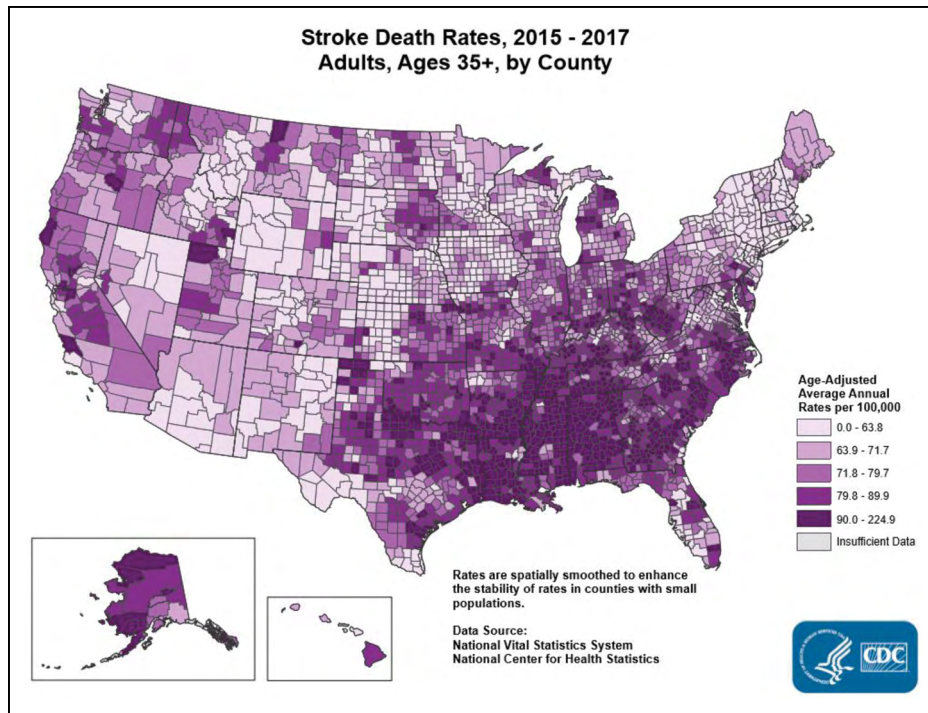 Stroke Death Rates, 2015 - 2017
Adults, Ages 35+, by County
Age-Adjusted
Average Annual
Rates per 100,000
0.0 - 63.8
63.9 - 71.7
71.8 - 79.7
79.8 - 89.9
90.0 - 224.9
Insufficient Data
Rates are spatially smoothed to enhance
the stability of rates in counties with small
populations.
Data Source:
National Vital Statistics System
National Center for Health Statistics
CDC